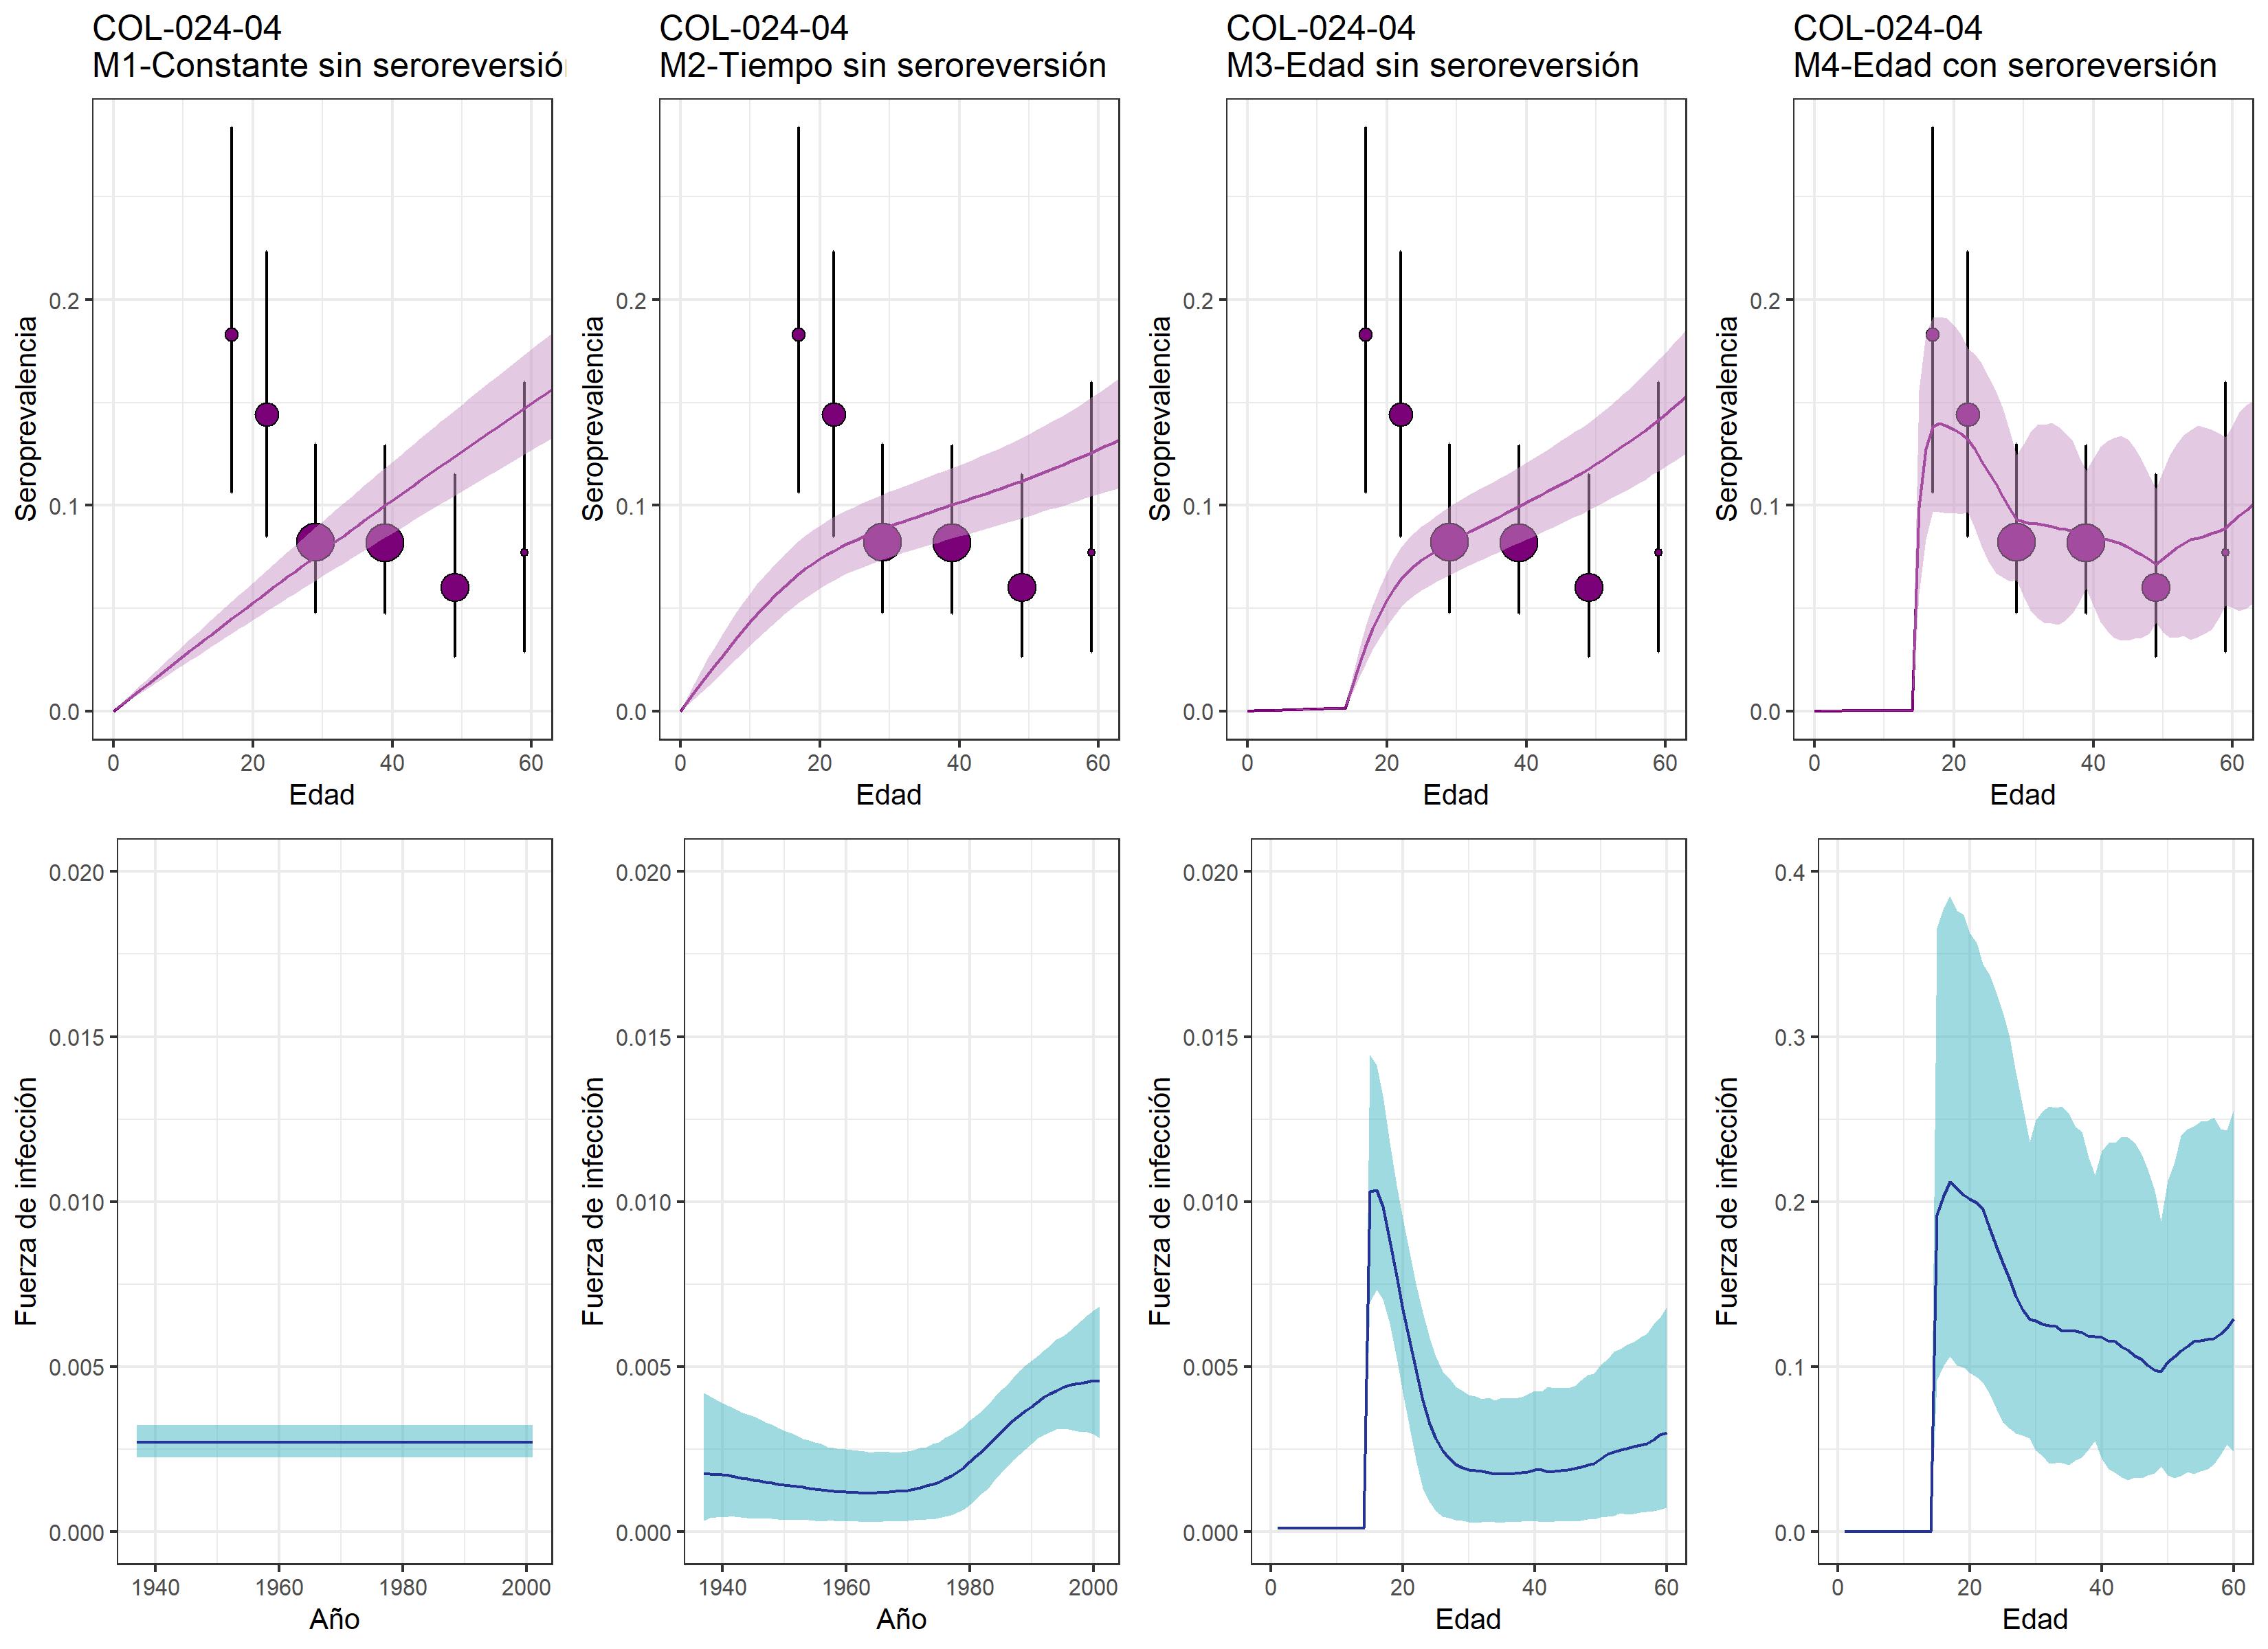 COL-024-04
M1-Constante sin seroreversió
COL-024-04
M2-Tiempo sin seroreversión
COL-024-04
M3-Edad sin seroreversión
COL-024-04
M4-Edad con seroreversión
Seroprevalencia
0.2
0.1
0.0
0 20 40 60
Edad
Seroprevalencia
0.2
0.1
0.0
0 20 40 60
Edad
Seroprevalencia
0.2
0.1
0.0
0 20 40 60
Edad
Seroprevalencia
0.2
0.1
0.0
0 20 40 60
Edad
Fuerza de infección
0.020
0.015
0.010
0.005
0.000
1940 1960 1980 2000
Año
Fuerza de infección
0.020
0.015
0.010
0.005
0.000
1940 1960 1980 2000
Año
Fuerza de infección
0.020
0.015
0.010
0.005
0.000
0 20 40 60
Edad
Fuerza de infección
0.4
0.3
0.2
0.1
0.0
0 20 40 60
Edad